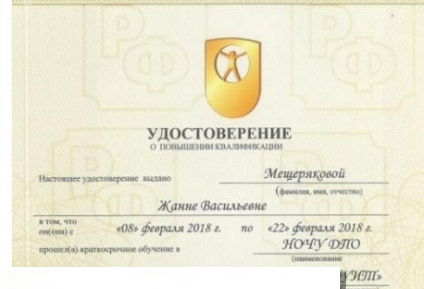 УДОСТОВЕРЕНИЕ
О ПОВЫШЕНИИ КВАЛИФИКАЦИИ
Настоящее удостоверение выдано Мещеряковой
(фамилия, имя, отчество)
Жанне Васильевне
в том, что
он(она) с «08» февраля 2018 г. по «22» февраля 2018 г.
прошел(а) краткосрочное обучение в НОЧУ ДПО
(наименование